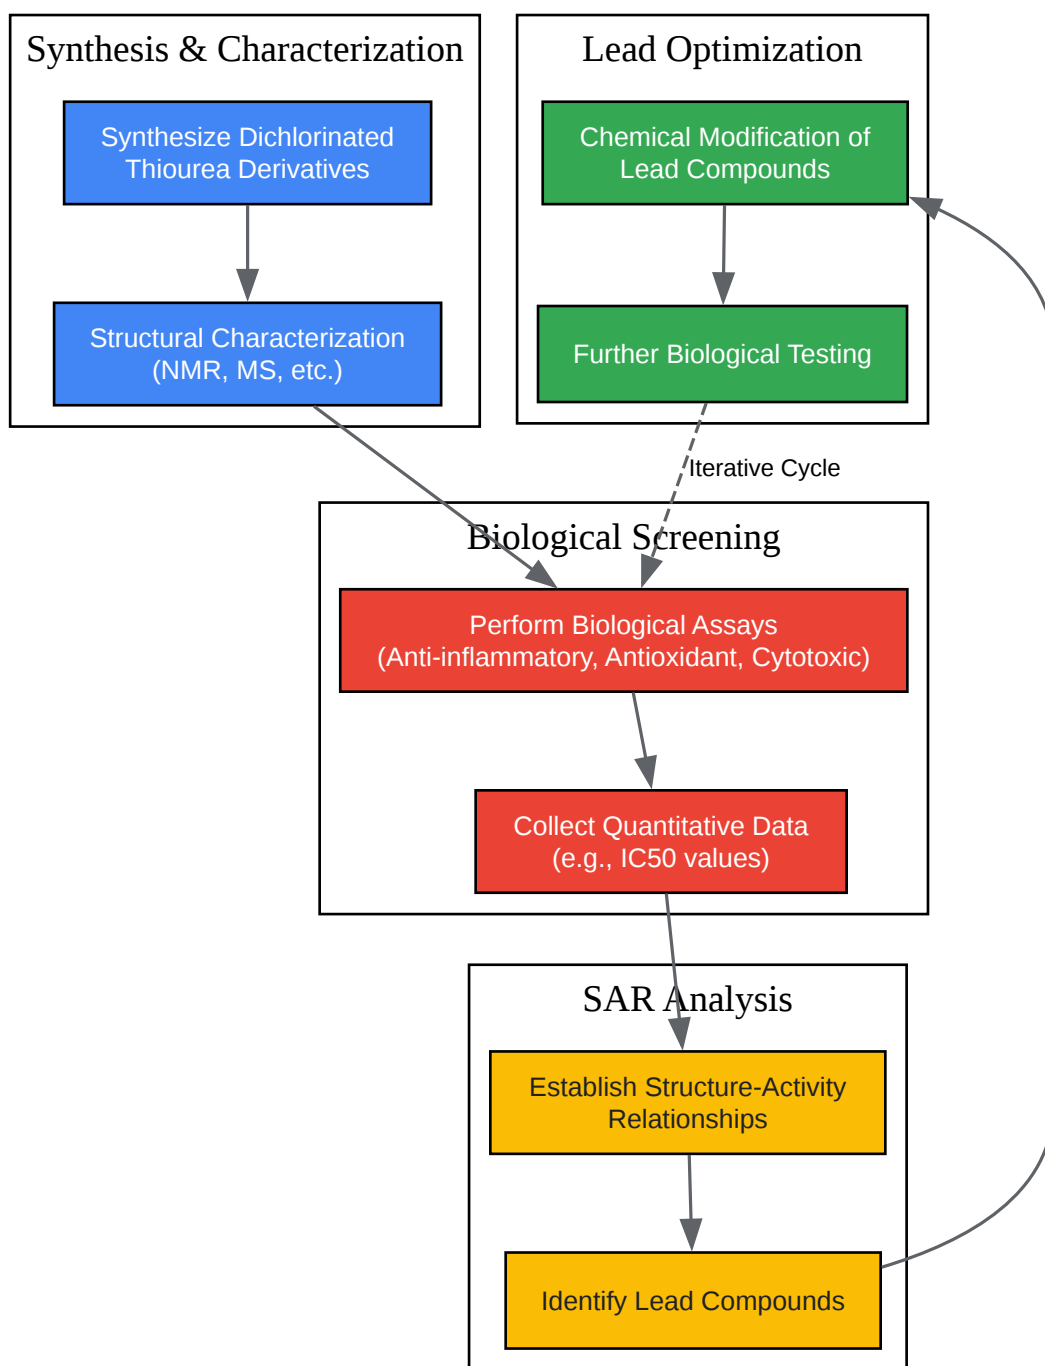 Synthesis & Characterization
Synthesize Dichlorinated
Thiourea Derivatives
Structural Characterization
(NMR, MS, etc.)
Lead Optimization
Chemical Modification of
Lead Compounds
Further Biological Testing
Iterative Cycle
Biological Screening
Perform Biological Assays
(Anti-inflammatory, Antioxidant, Cytotoxic)
Collect Quantitative Data
(e.g., IC50 values)
SAR Analysis
Establish Structure-Activity
Relationships
Identify Lead Compounds